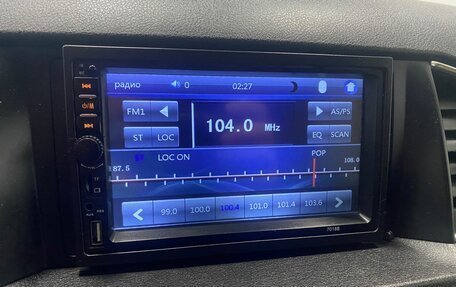 радио 0 02:27
FM1 AS/PS
104.0 MHz
ST LOC EQ SCAN
ST LOC ON POP
87.5 108.0
99.0 100.0 100.4 101.0 101.4 103.6
7018B